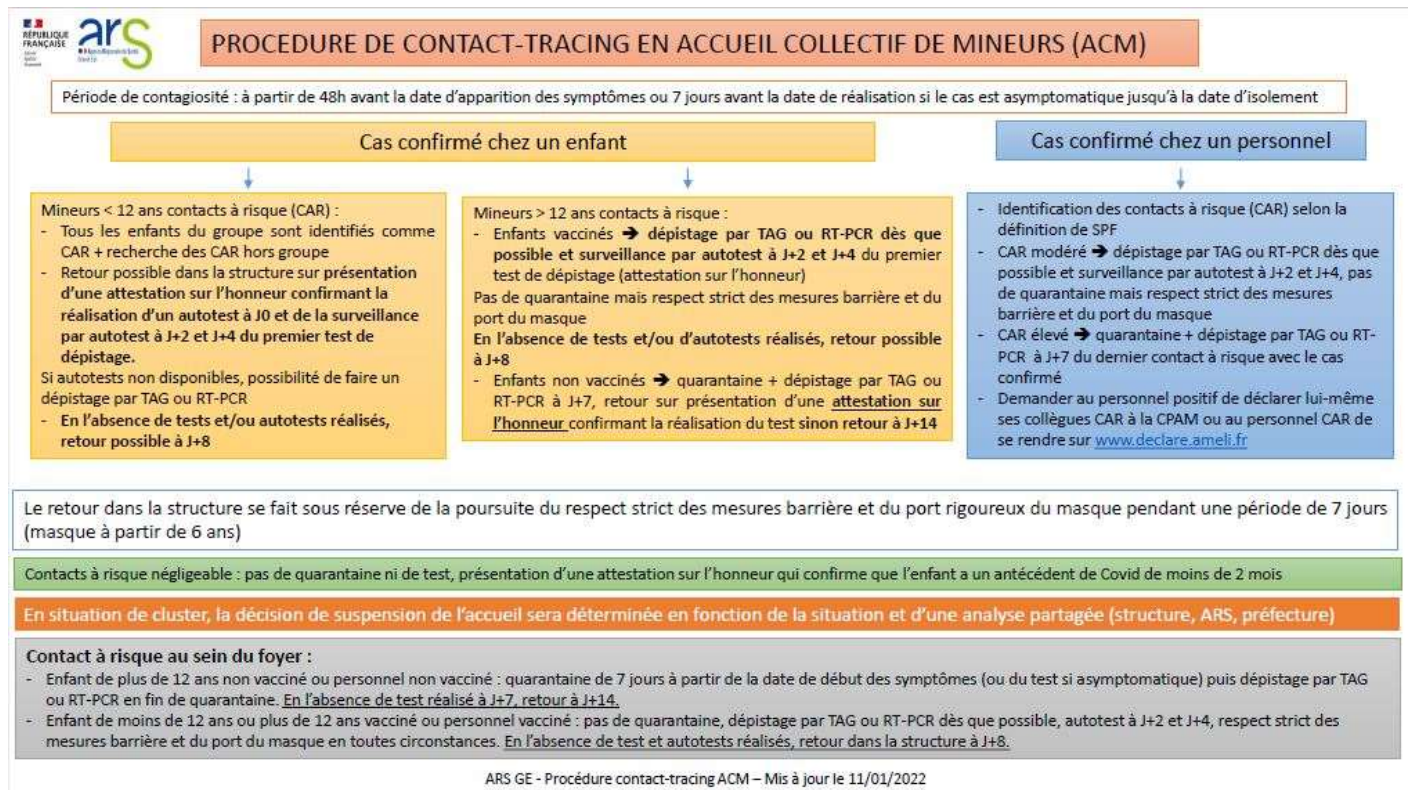 RÉPUBLIQUE
FRANÇAISE
ars
PROCEDURE DE CONTACT-TRACING EN ACCUEIL COLLECTIF DE MINEURS (ACM)
Période de contagiosité : à partir de 48h avant la date d'apparition des symptômes ou 7 jours avant la date de réalisation si le cas est asymptomatique jusqu'à la date d'isolement
Cas confirmé chez un enfant
Mineurs < 12 ans contacts à risque (CAR) :
- Tous les enfants du groupe sont identifiés comme
CAR + recherche des CAR hors groupe
- Retour possible dans la structure sur présentation
d'une attestation sur l'honneur confirmant la
réalisation d'un autotest à J0 et de la surveillance
par autotest à J+2 et J+4 du premier test de
dépistage.
Si autotests non disponibles, possibilité de faire un
dépistage par TAG ou RT-PCR
- En l'absence de tests et/ou autotests réalisés,
retour possible à J+8
Mineurs > 12 ans contacts à risque :
- Enfants vaccinés ➔ dépistage par TAG ou RT-PCR dès que
possible et surveillance par autotest à J+2 et J+4 du premier
test de dépistage (attestation sur l'honneur)
Pas de quarantaine mais respect strict des mesures barrière et du
port du masque
En l'absence de tests et/ou d'autotests réalisés, retour possible
à J+8
- Enfants non vaccinés ➔ quarantaine + dépistage par TAG ou
RT-PCR à J+7, retour sur présentation d'une attestation sur
l'honneur confirmant la réalisation du test sinon retour à J+14
Cas confirmé chez un personnel
- Identification des contacts à risque (CAR) selon la
définition de SPF
- CAR modéré ➔ dépistage par TAG ou RT-PCR dès que
possible et surveillance par autotest à J+2 et J+4, pas
de quarantaine mais respect strict des mesures
barrière et du port du masque
- CAR élevé ➔ quarantaine + dépistage par TAG ou RT-
PCR à J+7 du dernier contact à risque avec le cas
confirmé
- Demander au personnel positif de déclarer lui-même
ses collègues CAR à la CPAM ou au personnel CAR de
se rendre sur www.declare.ameli.fr
Le retour dans la structure se fait sous réserve de la poursuite du respect strict des mesures barrière et du port rigoureux du masque pendant une période de 7 jours
(masque à partir de 6 ans)
Contacts à risque négligeable : pas de quarantaine ni de test, présentation d'une attestation sur l'honneur qui confirme que l'enfant a un antécédent de Covid de moins de 2 mois
En situation de cluster, la décision de suspension de l'accueil sera déterminée en fonction de la situation et d'une analyse partagée (structure, ARS, préfecture)
Contact à risque au sein du foyer :
- Enfant de plus de 12 ans non vacciné ou personnel non vacciné : quarantaine de 7 jours à partir de la date de début des symptômes (ou du test si asymptomatique) puis dépistage par TAG
ou RT-PCR en fin de quarantaine. En l'absence de test réalisé à J+7, retour à J+14.
- Enfant de moins de 12 ans ou plus de 12 ans vacciné ou personnel vacciné : pas de quarantaine, dépistage par TAG ou RT-PCR dès que possible, autotest à J+2 et J+4, respect strict des
mesures barrière et du port du masque en toutes circonstances. En l'absence de test et autotests réalisés, retour dans la structure à J+8.
ARS GE - Procédure contact-tracing ACM – Mis à jour le 11/01/2022